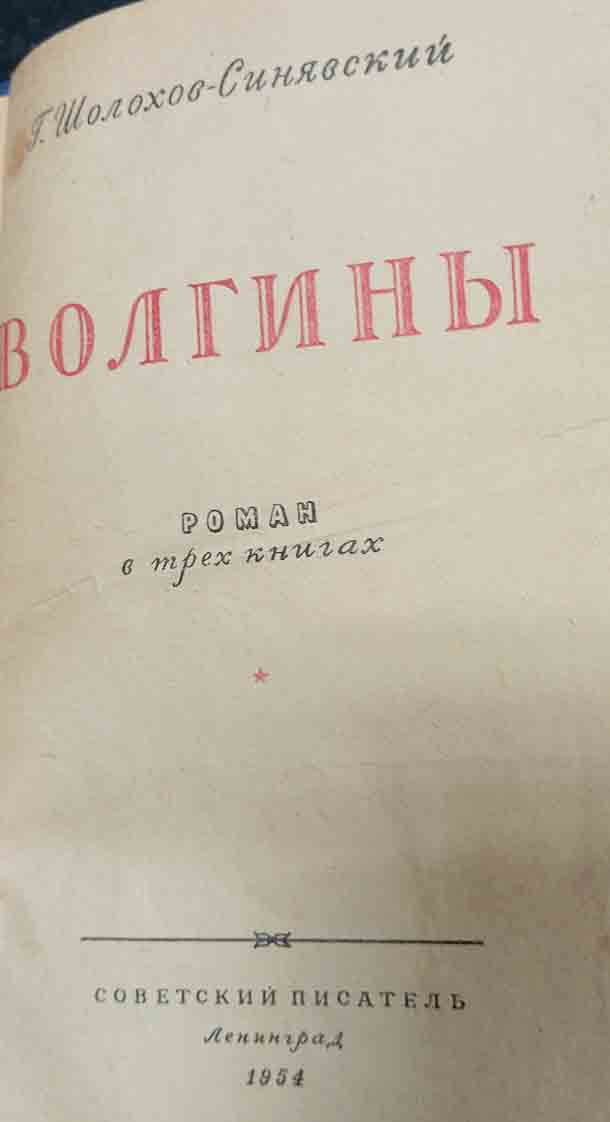 Г. Шолохов-Синявский
ВОЛГИНЫ
РОМАН
в трех книгах
СОВЕТСКИЙ ПИСАТЕЛЬ
Ленинград
1954